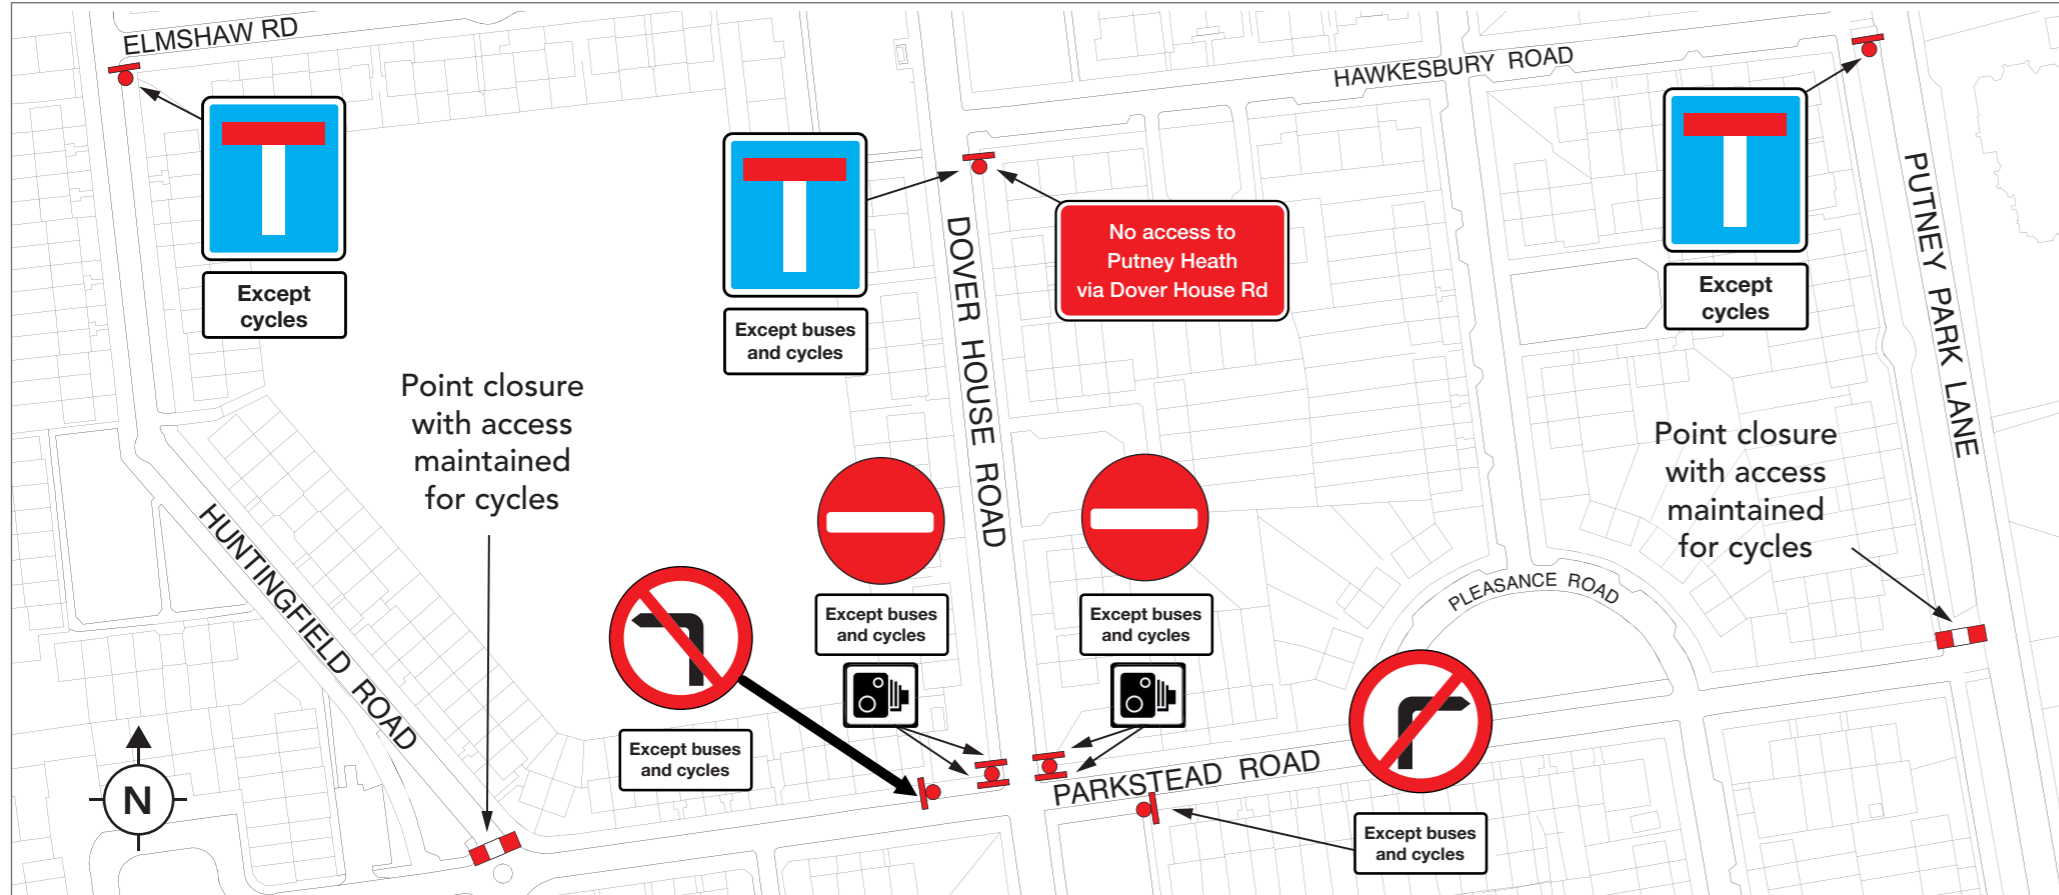 ELMSHAW RD
HAWKESBURY ROAD
Except
cycles
Except buses
and cycles
No access to
Putney Heath
via Dover House Rd
Except
cycles
PUTNEY PARK LANE
DOVER HOUSE ROAD
Point closure
with access
maintained
for cycles
Point closure
with access
maintained
for cycles
HUNTINGFIELD ROAD
PLEASANCE ROAD
Except buses
and cycles
Except buses
and cycles
Except buses
and cycles
PARKSTEAD ROAD
Except buses
and cycles
N